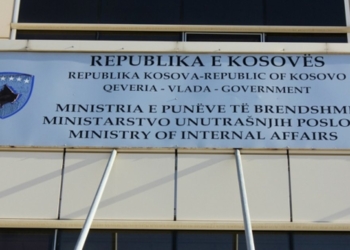 REPUBLIKA E KOSOVËS
REPUBLIKA KOSOVA-REPUBLIC OF KOSOVO
QEVERIA - VLADA - GOVERNMENT
MINISTRIA E PUNËVE TË BRENDSHME
MINISTARSTVO UNUTRAŠNJIH POSLO
MINISTRY OF INTERNAL AFFAIRS